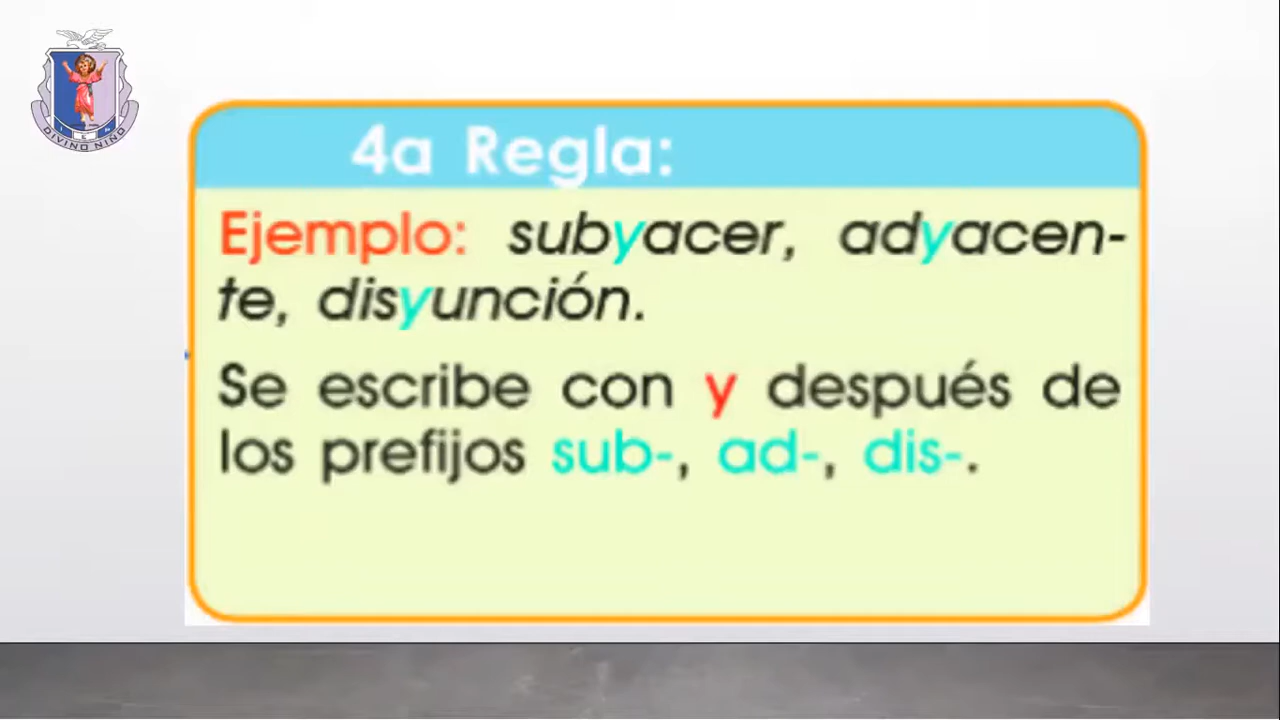 I E P
DIVINO NIÑO
4a Regla:
Ejemplo: subyacer, adyacen-
te, disyunción.
Se escribe con y después de
los prefijos sub-, ad-, dis-.